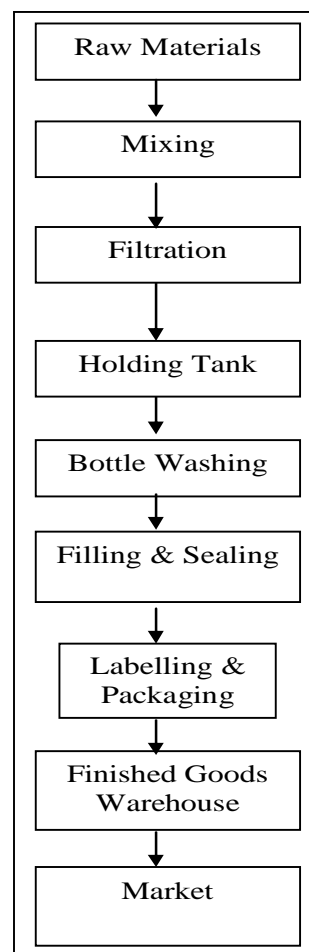 Raw Materials
Mixing
Filtration
Holding Tank
Bottle Washing
Filling & Sealing
Labelling &
Packaging
Finished Goods
Warehouse
Market